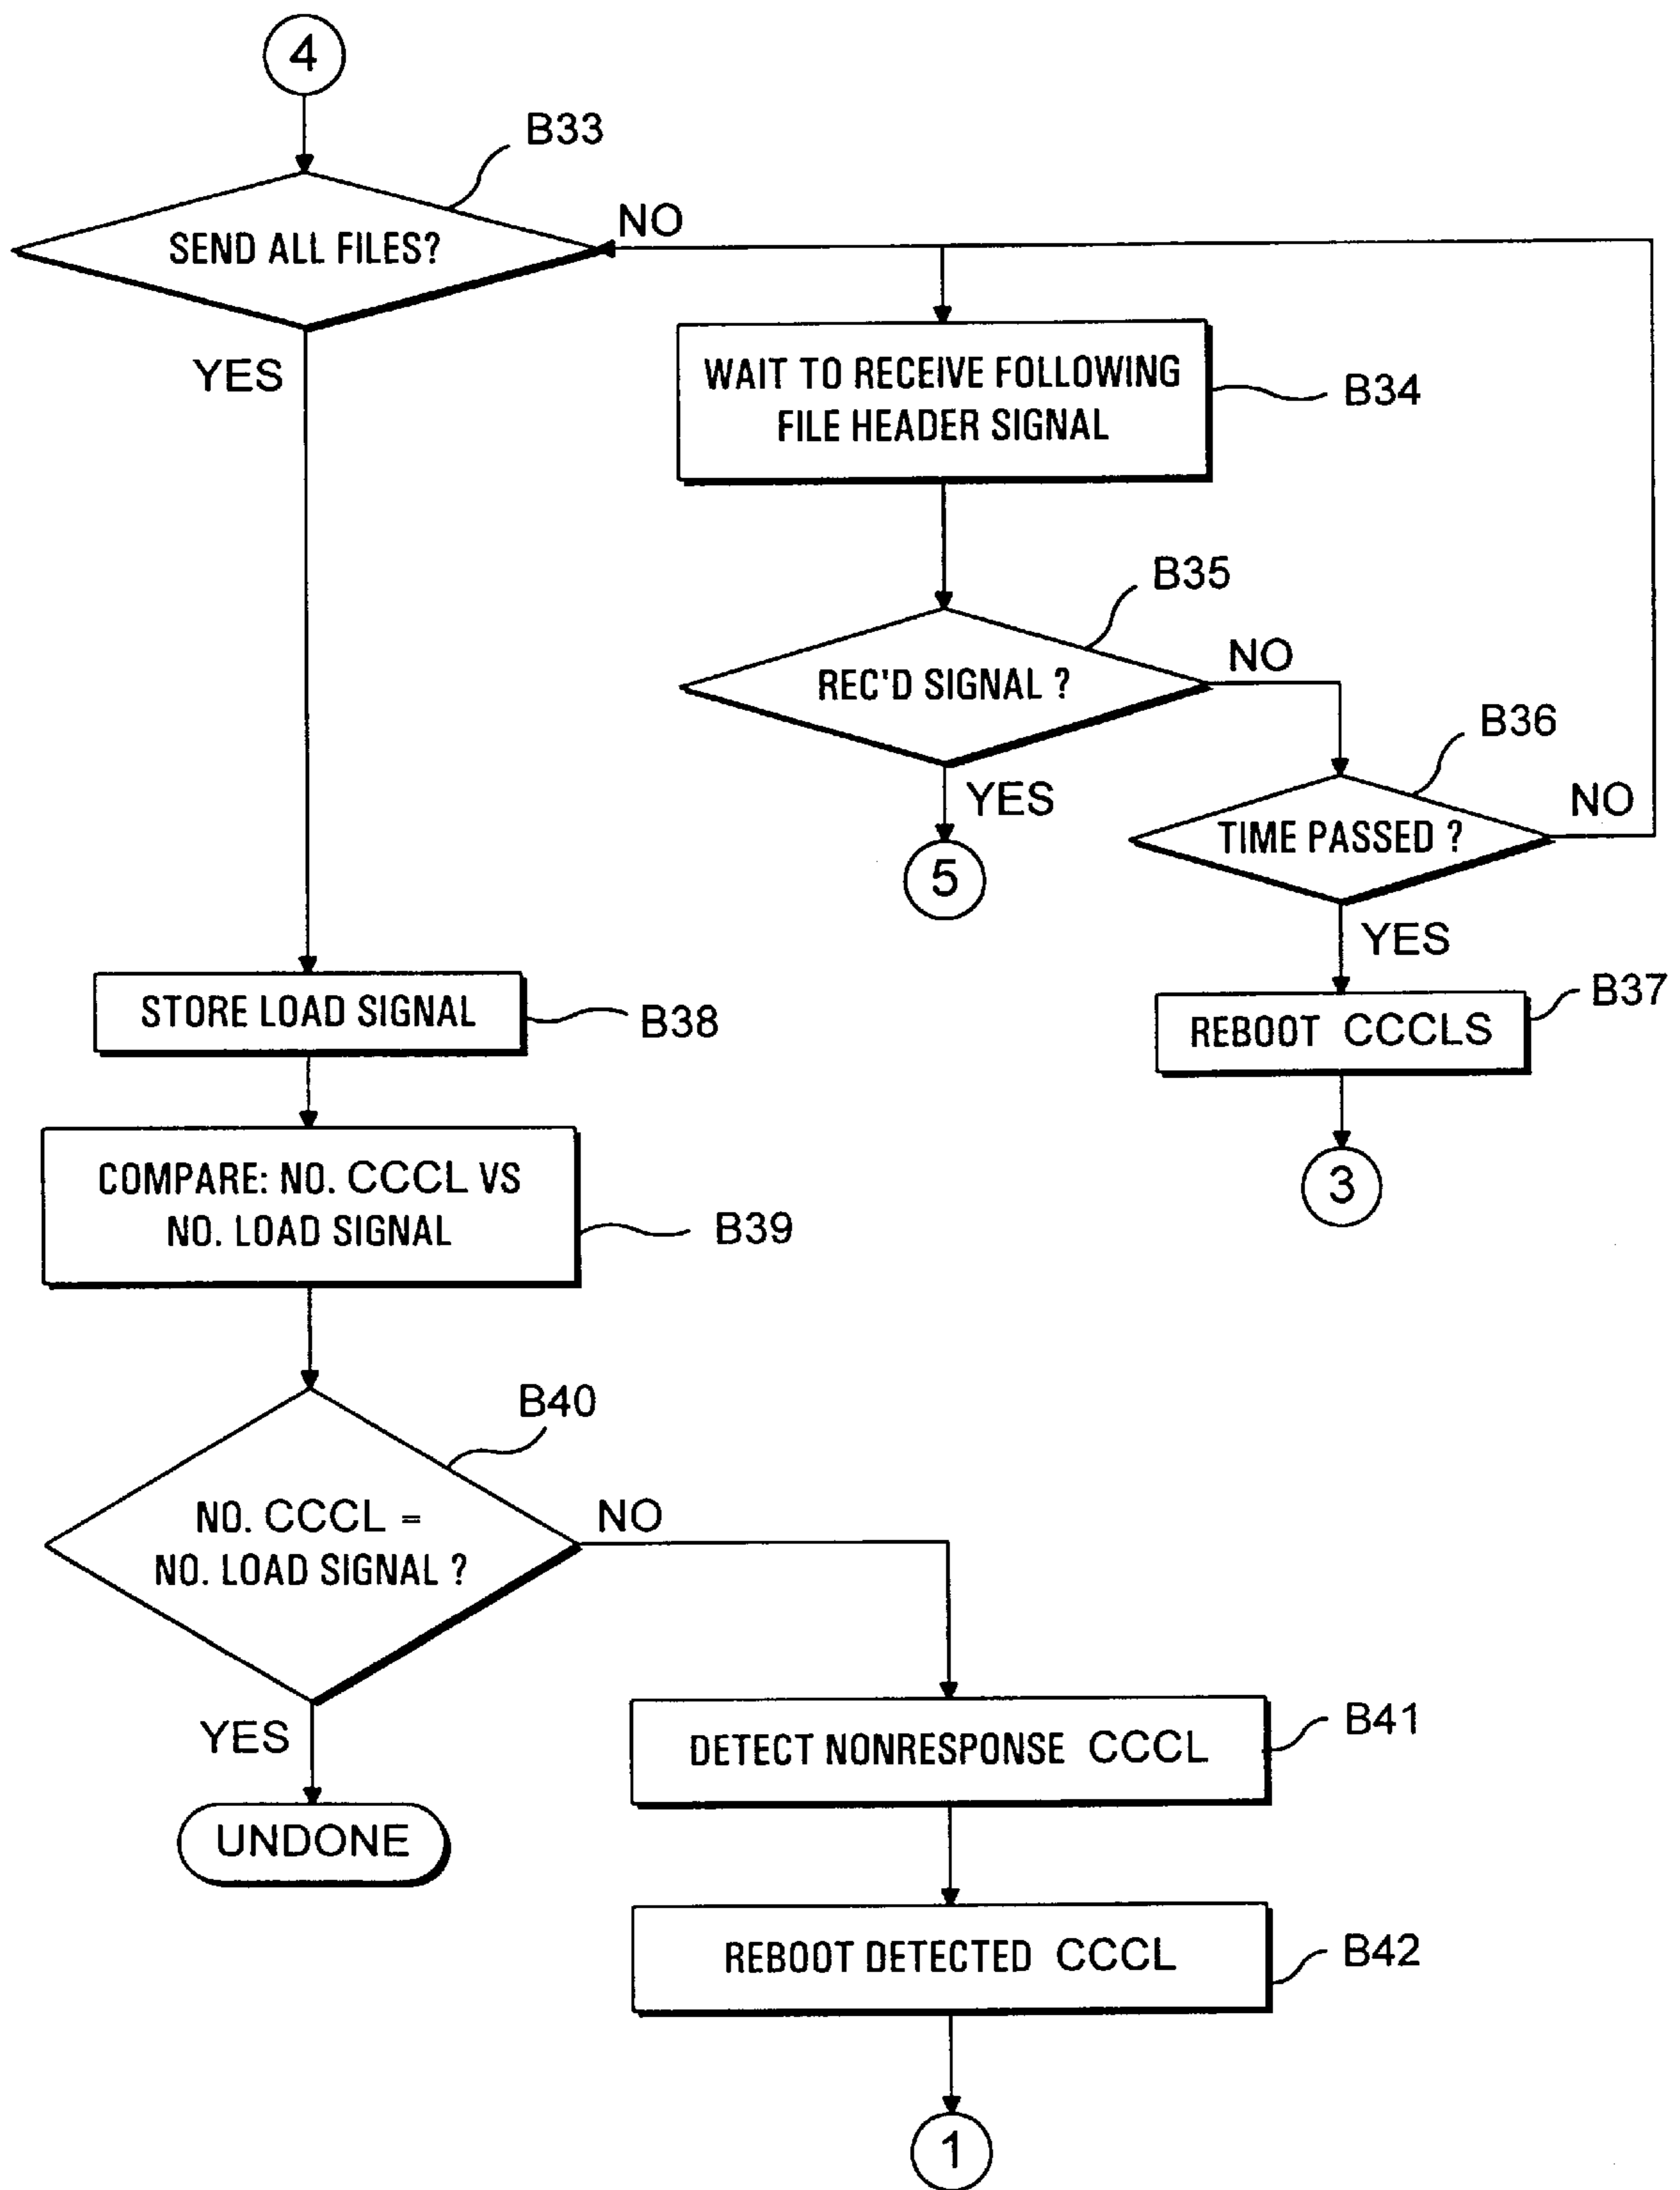 4
B33
SEND ALL FILES?
NO
YES
WAIT TO RECEIVE FOLLOWING
FILE HEADER SIGNAL
B34
B35
REC'D SIGNAL ?
NO
YES
5
B36
TIME PASSED ?
NO
YES
B37
REBOOT CCCLS
3
STORE LOAD SIGNAL
B38
COMPARE: NO. CCCL VS
NO. LOAD SIGNAL
B39
B40
NO. CCCL =
NO. LOAD SIGNAL ?
NO
YES
UNDONE
DETECT NONRESPONSE CCCL
B41
REBOOT DETECTED CCCL
B42
1